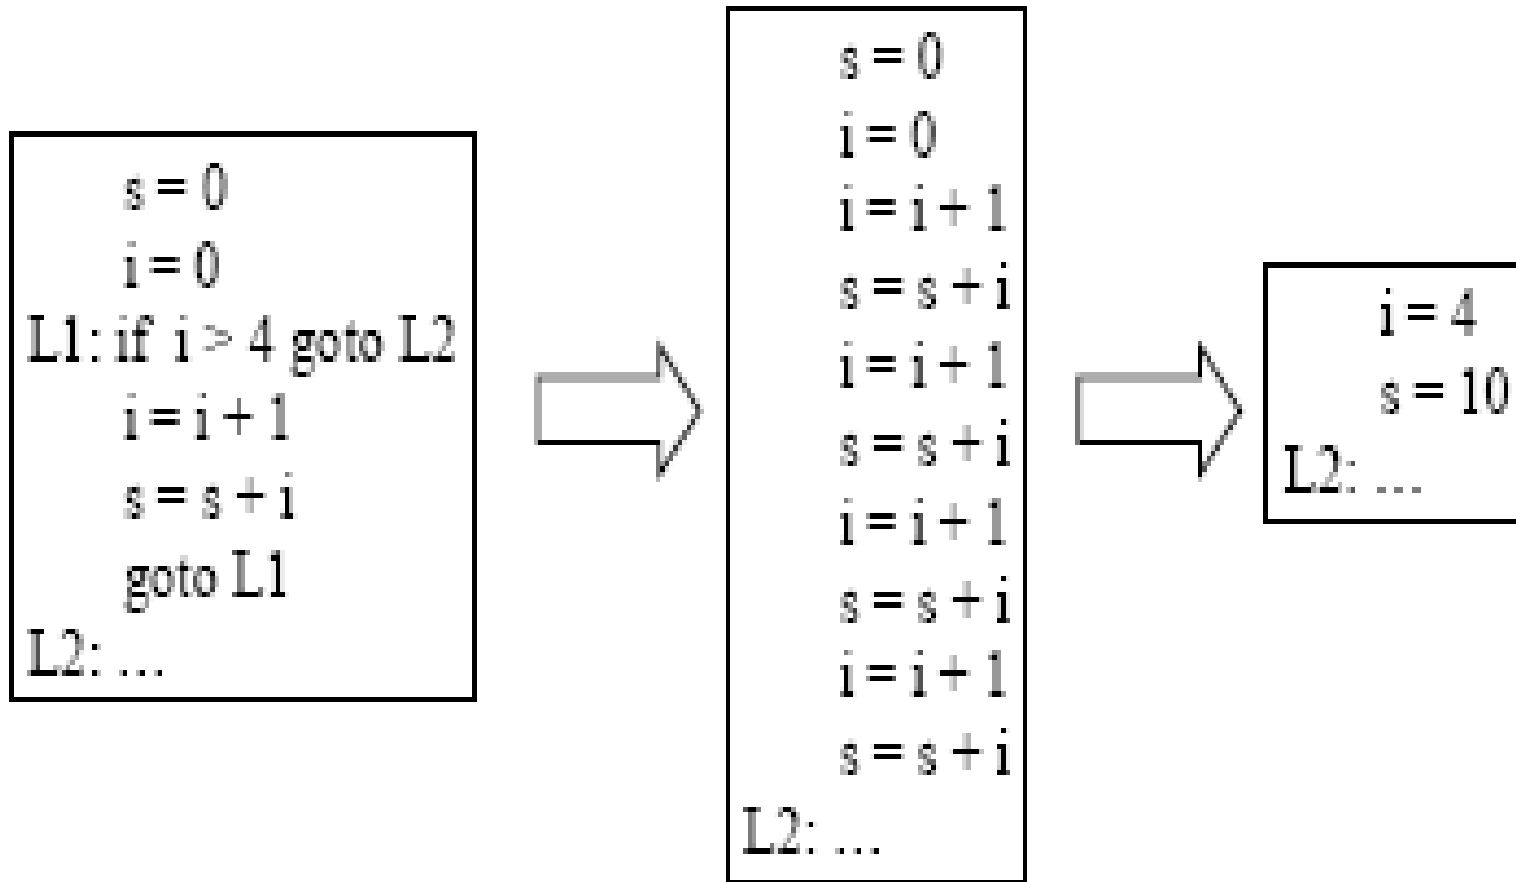 s = 0
i = 0
L1: if i > 4 goto L2
i = i + 1
s = s + i
goto L1
L2: ...
s = 0
i = 0
i = i + 1
s = s + i
i = i + 1
s = s + i
i = i + 1
s = s + i
i = i + 1
s = s + i
L2: ...
i = 4
s = 10
L2: ...